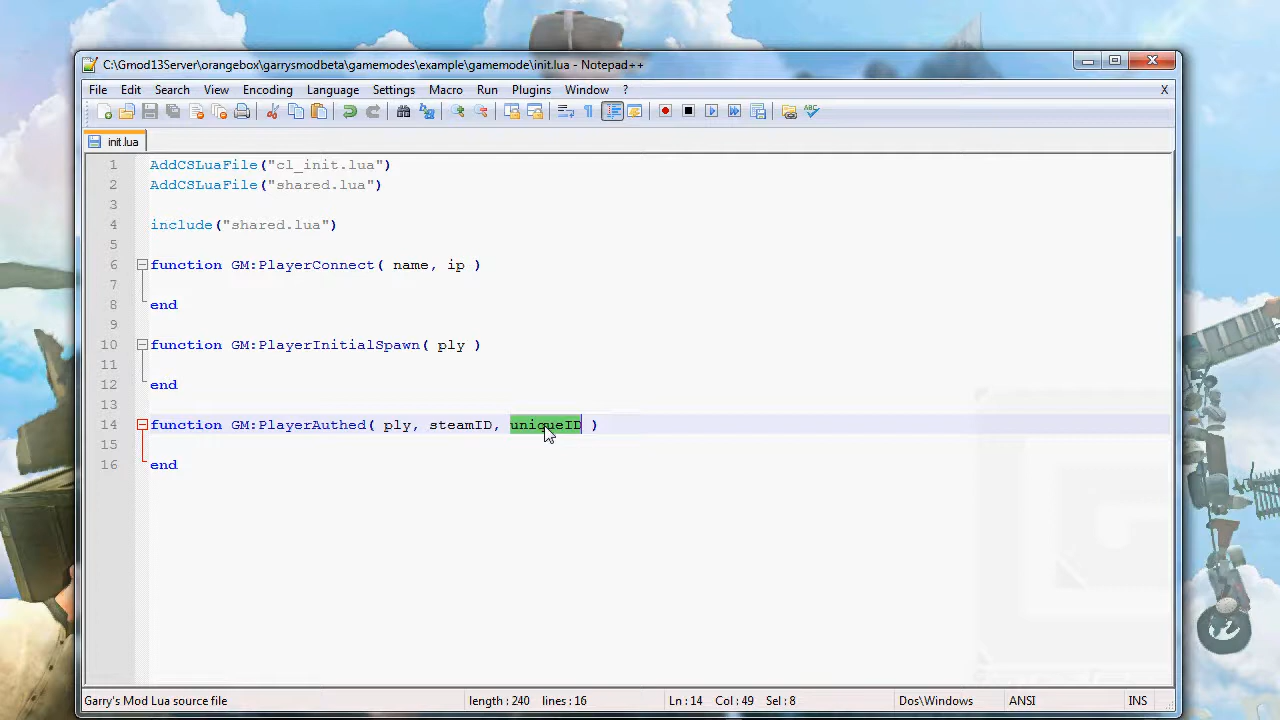 C:\Gmod13Server\orangebox\garrysmodbeta\gamemodes\example\gamemode\init.lua - Notepad++
File Edit Search View Encoding Language Settings Macro Run Plugins Window ? X
init.lua
1 AddCSLuaFile("cl_init.lua")
2 AddCSLuaFile("shared.lua")
3
4 include("shared.lua")
5
6 function GM:PlayerConnect( name, ip )
7
8 end
9
10 function GM:PlayerInitialSpawn( ply )
11
12 end
13
14 function GM:PlayerAuthed( ply, steamID, uniqueID )
15
16 end
Garry's Mod Lua source file length : 240 lines : 16 Ln : 14 Col : 49 Sel : 8 Dos\Windows ANSI INS